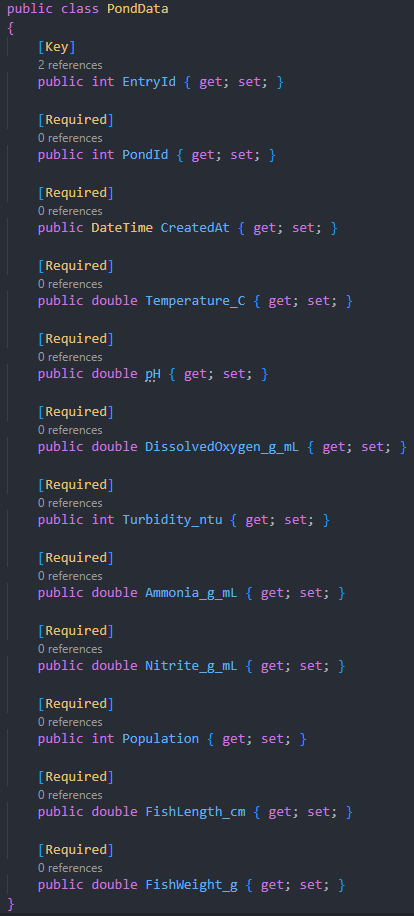 public class PondData
{
[Key]
2 references
public int EntryId { get; set; }
[Required]
0 references
public int PondId { get; set; }
[Required]
0 references
public DateTime CreatedAt { get; set; }
[Required]
0 references
public double Temperature_C { get; set; }
[Required]
0 references
public double pH { get; set; }
[Required]
0 references
public double DissolvedOxygen_g_mL { get; set; }
[Required]
0 references
public int Turbidity_ntu { get; set; }
[Required]
0 references
public double Ammonia_g_mL { get; set; }
[Required]
0 references
public double Nitrite_g_mL { get; set; }
[Required]
0 references
public int Population { get; set; }
[Required]
0 references
public double FishLength_cm { get; set; }
[Required]
0 references
public double FishWeight_g { get; set; }
}